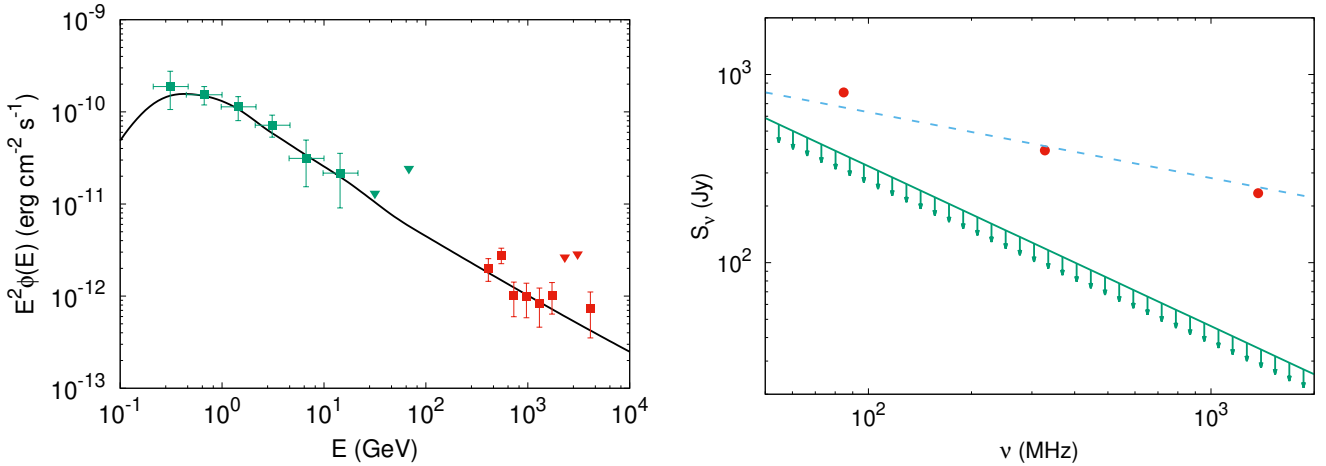 10⁻⁹
10⁻¹⁰
10⁻¹¹
10⁻¹²
10⁻¹³
E²ϕ(E) (erg cm⁻² s⁻¹)
10⁻¹ 10⁰ 10¹ 10² 10³ 10⁴
E (GeV)
10³
10²
S_ν (Jy)
10² 10³
ν (MHz)